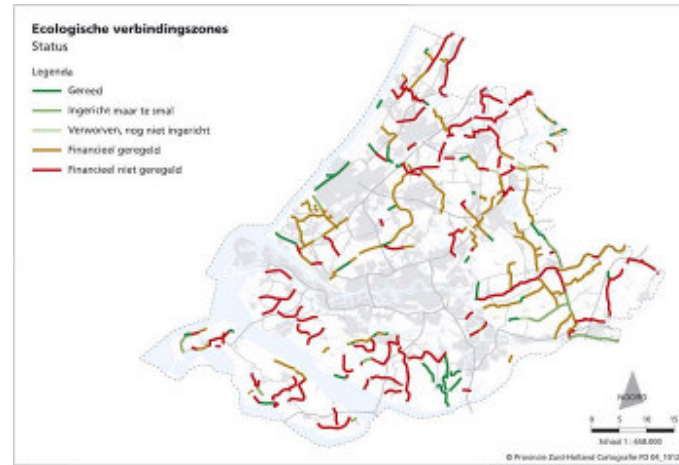 Ecologische verbindingszones
Status
Legenda
Gereed
Ingericht maar te smal
Verworven, nog niet ingericht
Financieel geregeld
Financieel niet geregeld
NOORD
0 5 10 15
Schaal 1 : 650.000
© Provincie Zuid-Holland Cartografie